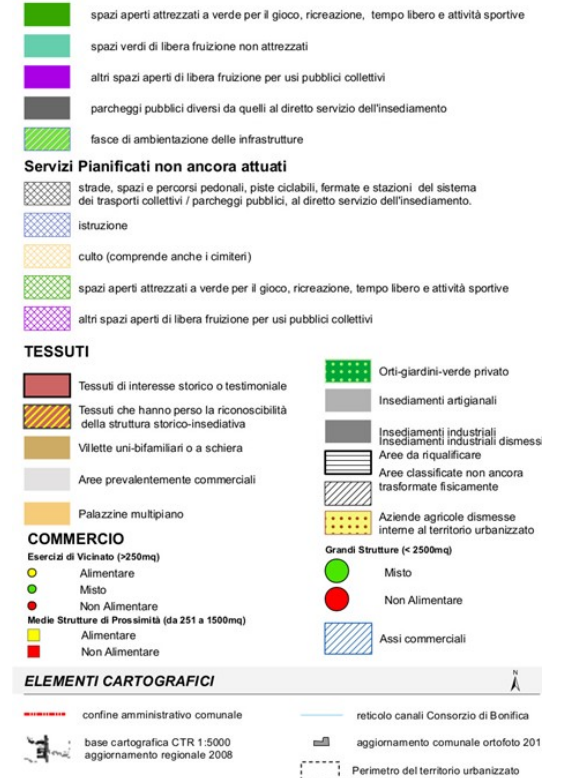 spazi aperti attrezzati a verde per il gioco, ricreazione, tempo libero e attività sportive
spazi verdi di libera fruizione non attrezzati
altri spazi aperti di libera fruizione per usi pubblici collettivi
parcheggi pubblici diversi da quelli al diretto servizio dell'insediamento
fasce di ambientazione delle infrastrutture
Servizi Pianificati non ancora attuati
strade, spazi e percorsi pedonali, piste ciclabili, fermate e stazioni del sistema
dei trasporti collettivi / parcheggi pubblici, al diretto servizio dell'insediamento.
istruzione
culto (comprende anche i cimiteri)
spazi aperti attrezzati a verde per il gioco, ricreazione, tempo libero e attività sportive
altri spazi aperti di libera fruizione per usi pubblici collettivi
TESSUTI
Tessuti di interesse storico o testimoniale
Tessuti che hanno perso la riconoscibilità
della struttura storico-insediativa
Villette uni-bifamiliari o a schiera
Aree prevalentemente commerciali
Palazzine multipiano
Orti-giardini-verde privato
Insediamenti artigianali
Insediamenti industriali
Insediamenti industriali dismessi
Aree da riqualificare
Aree classificate non ancora
trasformate fisicamente
Aziende agricole dismesse
interne al territorio urbanizzato
COMMERCIO
Esercizi di Vicinato (>250mq)
Alimentare
Misto
Non Alimentare
Medie Strutture di Prossimità (da 251 a 1500mq)
Alimentare
Non Alimentare
Grandi Strutture (< 2500mq)
Misto
Non Alimentare
Assi commerciali
ELEMENTI CARTOGRAFICI
N
confine amministrativo comunale
reticolo canali Consorzio di Bonifica
base cartografica CTR 1:5000
aggiornamento regionale 2008
aggiornamento comunale ortofoto 201
Perimetro del territorio urbanizzato